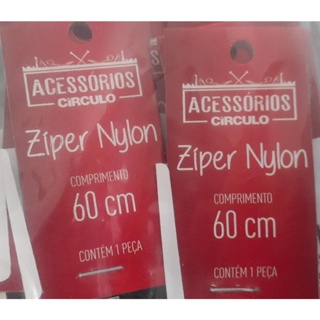 ACESSÓRIOS
CÍRCULO
Zíper Nylon
COMPRIMENTO
60 cm
CONTÉM 1 PEÇA
ACESSÓRIOS
CÍRCULO
Zíper Nylon
COMPRIMENTO
60 cm
CONTÉM 1 PEÇA